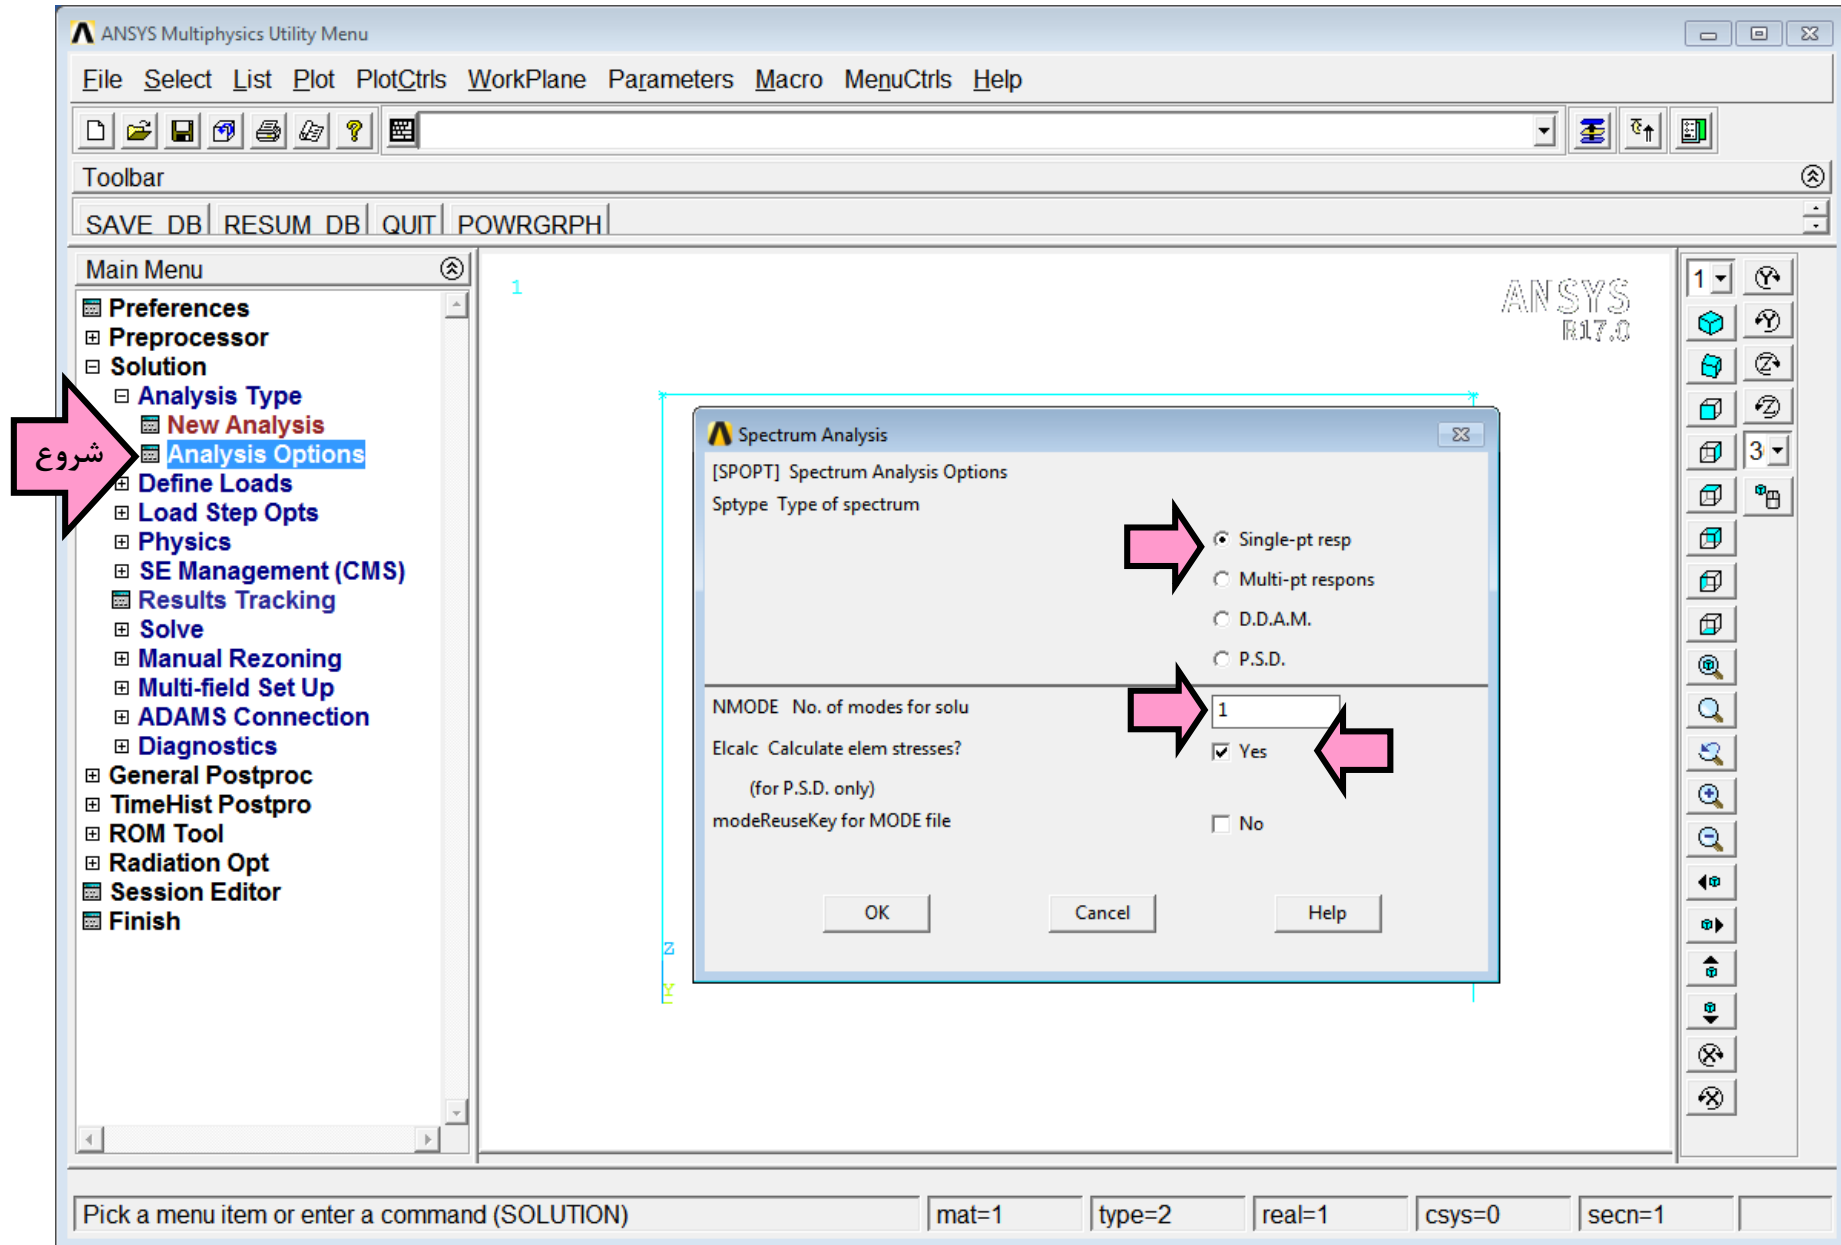 ANSYS Multiphysics Utility Menu
File Select List Plot PlotCtrls WorkPlane Parameters Macro MenuCtrls Help
Toolbar
SAVE_DB RESUM_DB QUIT POWRGRPH
Main Menu
Preferences
Preprocessor
Solution
Analysis Type
New Analysis
Analysis Options
Define Loads
Load Step Opts
Physics
SE Management (CMS)
Results Tracking
Solve
Manual Rezoning
Multi-field Set Up
ADAMS Connection
Diagnostics
General Postproc
TimeHist Postpro
ROM Tool
Radiation Opt
Session Editor
Finish
شروع
1
ANSYS
R17.0
Z
Y
Spectrum Analysis
[SPOPT] Spectrum Analysis Options
Sptype Type of spectrum
Single-pt resp
Multi-pt respons
D.D.A.M.
P.S.D.
NMODE No. of modes for solu 1
Elcalc Calculate elem stresses? Yes
(for P.S.D. only)
modeReuseKey for MODE file No
OK Cancel Help
1
3
Pick a menu item or enter a command (SOLUTION) mat=1 type=2 real=1 csys=0 secn=1